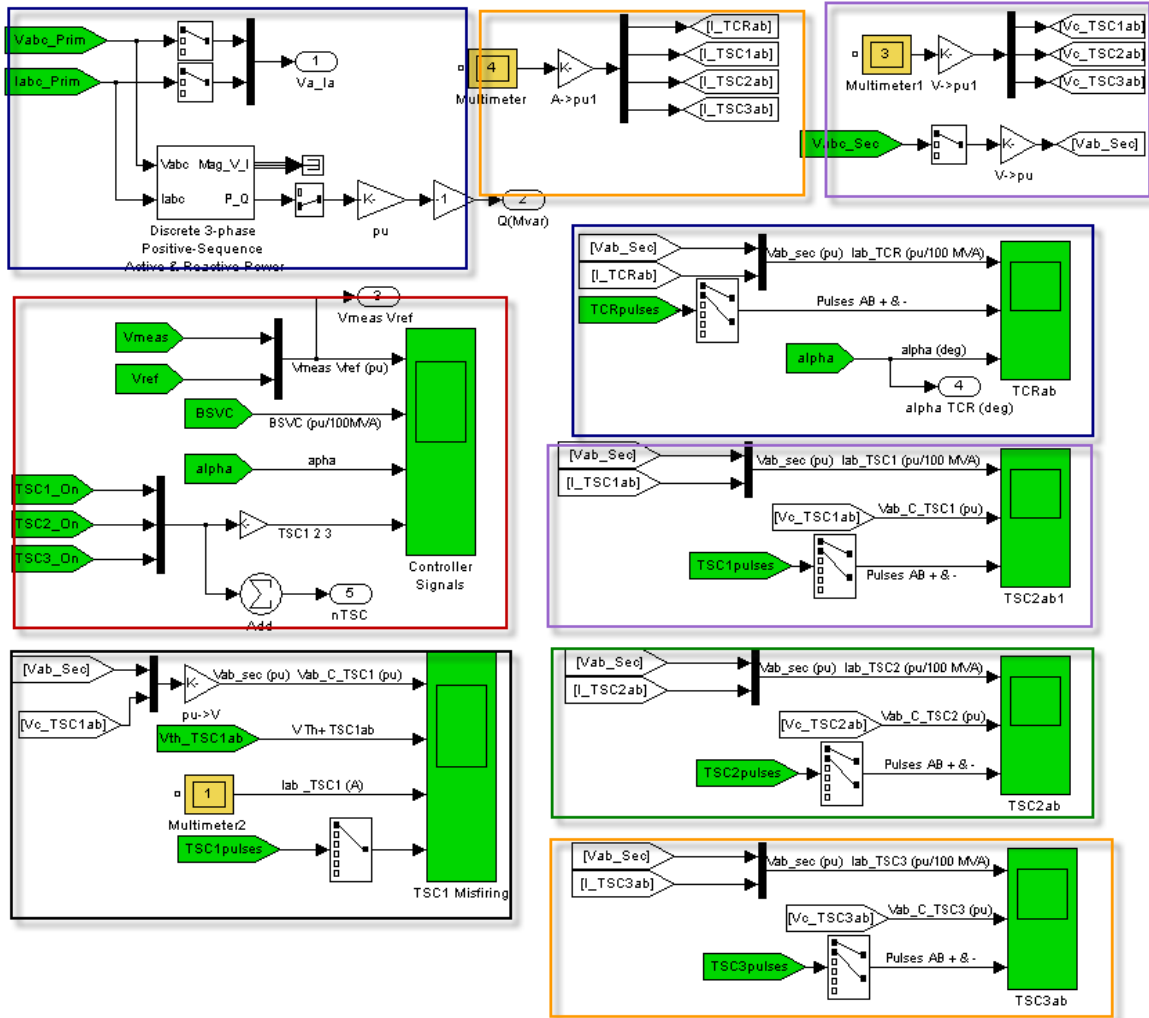 Vabc_Prim
Iabc_Prim
1
Va_Ia
Vabc
Mag_V_I
Iabc
P_Q
Discrete 3-phase
Positive-Sequence
Active & Reactive Power
K-
pu
-1
2
Q(Mvar)
4
Multimeter
K-
A->pu1
[I_TCRab]
[I_TSC1ab]
[I_TSC2ab]
[I_TSC3ab]
3
Multimeter1
K-
V->pu1
[Vc_TSC1ab]
[Vc_TSC2ab]
[Vc_TSC3ab]
Vabc_Sec
K-
V->pu
[Vab_Sec]
[Vab_Sec]
[I_TCRab]
Vab_sec (pu) Iab_TCR (pu/100 MVA)
TCRpulses
Pulses AB + & -
alpha
alpha (deg)
4
alpha TCR (deg)
TCRab
3
Vmeas Vref
Vmeas
Vref
Vmeas Vref (pu)
BSVC
BSVC (pu/100MVA)
alpha
apha
TSC1_On
TSC2_On
TSC3_On
K-
TSC1 2 3
Controller
Signals
Σ
Add
5
nTSC
[Vab_Sec]
[I_TSC1ab]
Vab_sec (pu) Iab_TSC1 (pu/100 MVA)
[Vc_TSC1ab]
Vab_C_TSC1 (pu)
TSC1pulses
Pulses AB + & -
TSC2ab1
[Vab_Sec]
[Vc_TSC1ab]
K-
pu->V
Vab_sec (pu) Vab_C_TSC1 (pu)
Vth_TSC1ab
V Th+ TSC1ab
1
Multimeter2
Iab _TSC1 (A)
TSC1pulses
TSC1 Misfiring
[Vab_Sec]
[I_TSC2ab]
Vab_sec (pu) Iab_TSC2 (pu/100 MVA)
[Vc_TSC2ab]
Vab_C_TSC2 (pu)
TSC2pulses
Pulses AB + & -
TSC2ab
[Vab_Sec]
[I_TSC3ab]
Vab_sec (pu) Iab_TSC3 (pu/100 MVA)
[Vc_TSC3ab]
Vab_C_TSC3 (pu)
TSC3pulses
Pulses AB + & -
TSC3ab